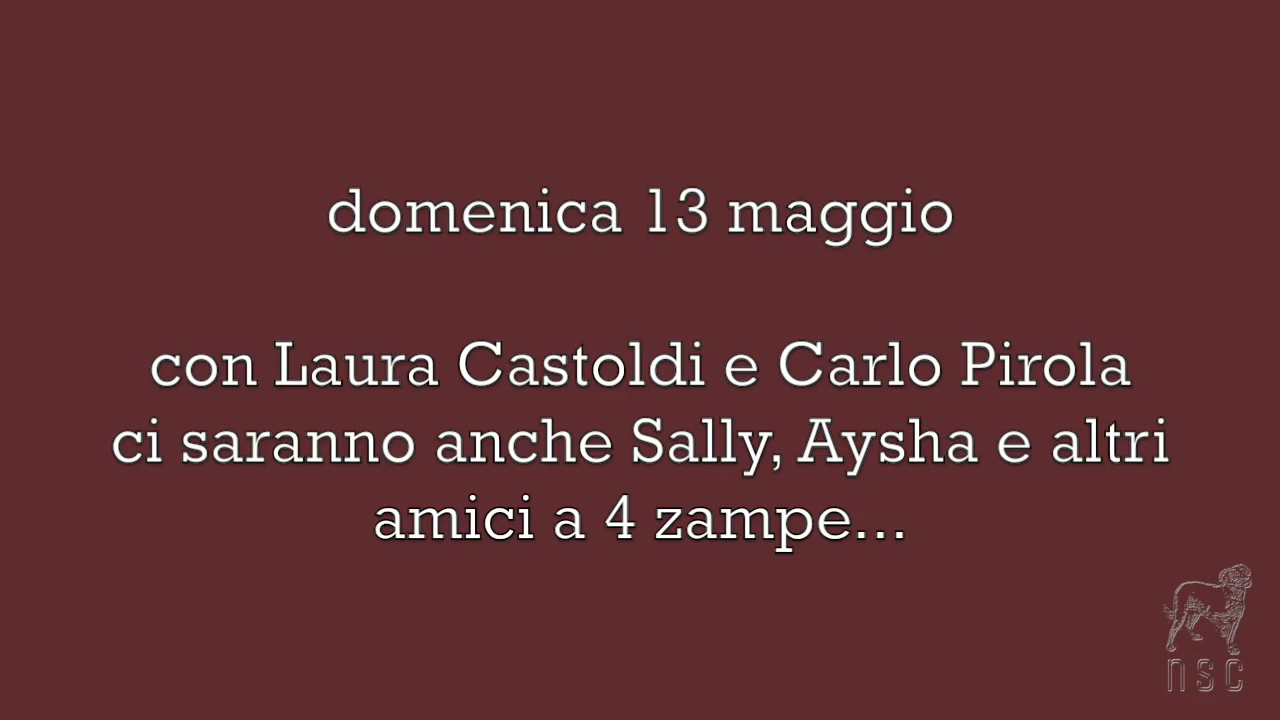 domenica 13 maggio
con Laura Castoldi e Carlo Pirola
ci saranno anche Sally, Aysha e altri
amici a 4 zampe...
nsc